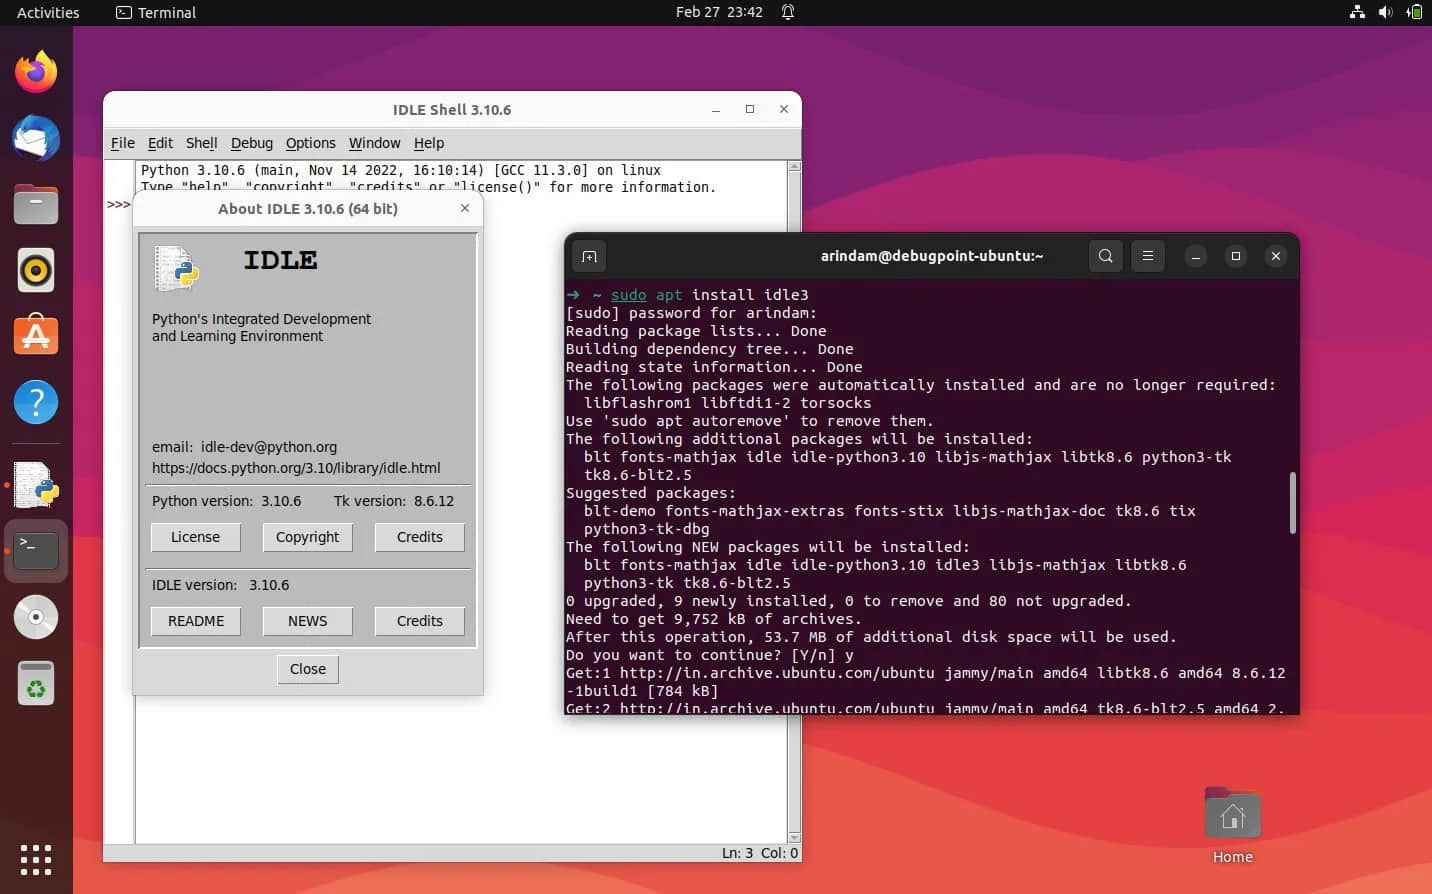 Activities
Terminal
Feb 27 23:42
IDLE Shell 3.10.6
File Edit Shell Debug Options Window Help
Python 3.10.6 (main, Nov 14 2022, 16:10:14) [GCC 11.3.0] on linux
Type "help", "copyright", "credits" or "license()" for more information.
>>>
About IDLE 3.10.6 (64 bit)
IDLE
Python's Integrated Development
and Learning Environment
email: idle-dev@python.org
https://docs.python.org/3.10/library/idle.html
Python version: 3.10.6 Tk version: 8.6.12
License Copyright Credits
IDLE version: 3.10.6
README NEWS Credits
Close
Ln: 3 Col: 0
arindam@debugpoint-ubuntu:~
→ ~ sudo apt install idle3
[sudo] password for arindam:
Reading package lists... Done
Building dependency tree... Done
Reading state information... Done
The following packages were automatically installed and are no longer required:
libflashrom1 libftdi1-2 torsocks
Use 'sudo apt autoremove' to remove them.
The following additional packages will be installed:
blt fonts-mathjax idle idle-python3.10 libjs-mathjax libtk8.6 python3-tk
tk8.6-blt2.5
Suggested packages:
blt-demo fonts-mathjax-extras fonts-stix libjs-mathjax-doc tk8.6 tix
python3-tk-dbg
The following NEW packages will be installed:
blt fonts-mathjax idle idle-python3.10 idle3 libjs-mathjax libtk8.6
python3-tk tk8.6-blt2.5
0 upgraded, 9 newly installed, 0 to remove and 80 not upgraded.
Need to get 9,752 kB of archives.
After this operation, 53.7 MB of additional disk space will be used.
Do you want to continue? [Y/n] y
Get:1 http://in.archive.ubuntu.com/ubuntu jammy/main amd64 libtk8.6 amd64 8.6.12
-1build1 [784 kB]
Get:2 http://in.archive.ubuntu.com/ubuntu jammy/main amd64 tk8.6-blt2.5 amd64 2.
Home